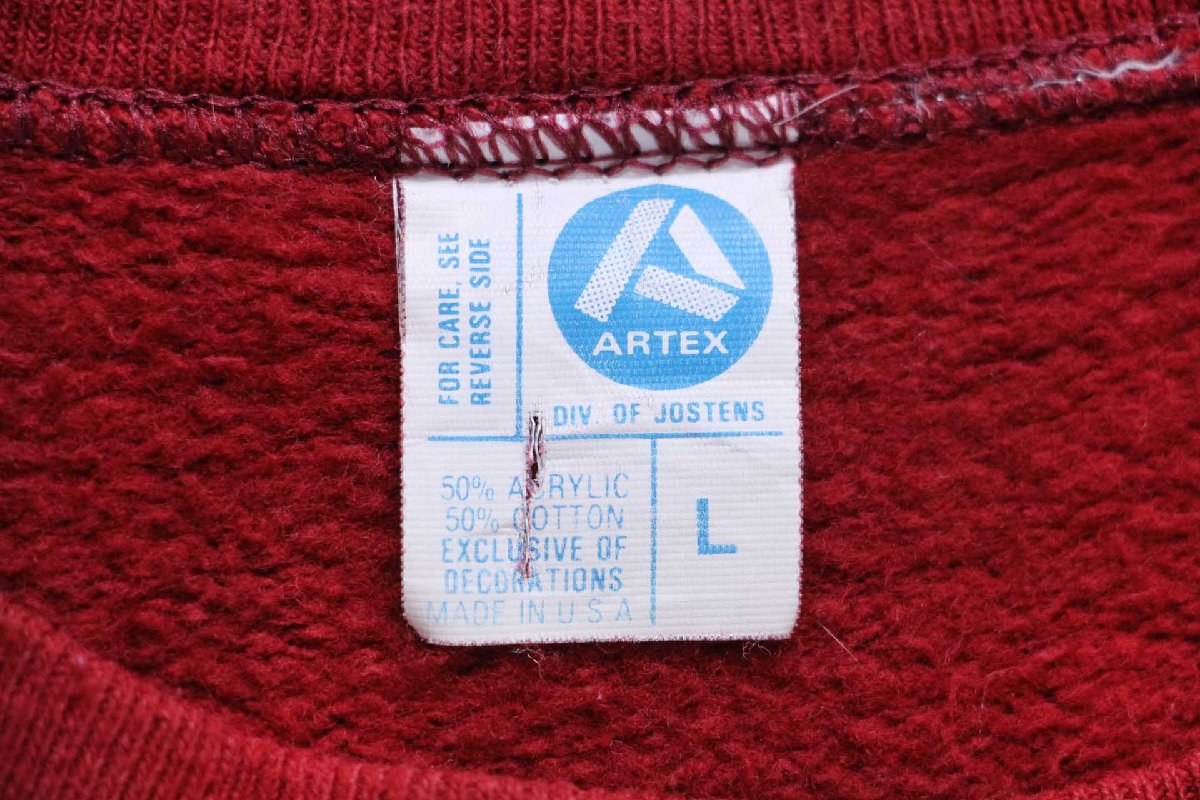 FOR CARE, SEE
REVERSE SIDE
ARTEX
DIV. OF JOSTENS
50% ACRYLIC
50% COTTON
EXCLUSIVE OF
DECORATIONS
MADE IN U S A
L